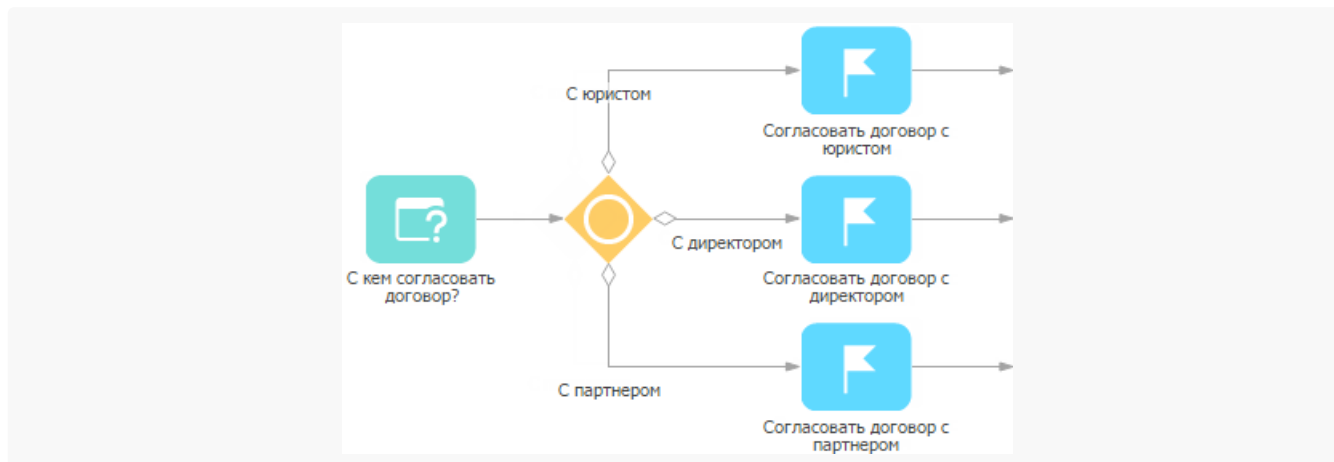 С юристом
Согласовать договор с
юристом
С кем согласовать
договор?
С директором
Согласовать договор с
директором
С партнером
Согласовать договор с
партнером